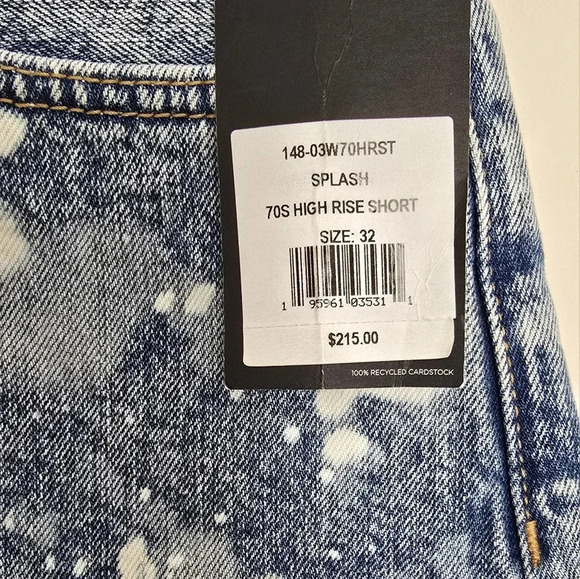 148-03W70HRST
SPLASH
70S HIGH RISE SHORT
SIZE: 32
1 95961 03531 1
$215.00
100% RECYCLED CARDSTOCK